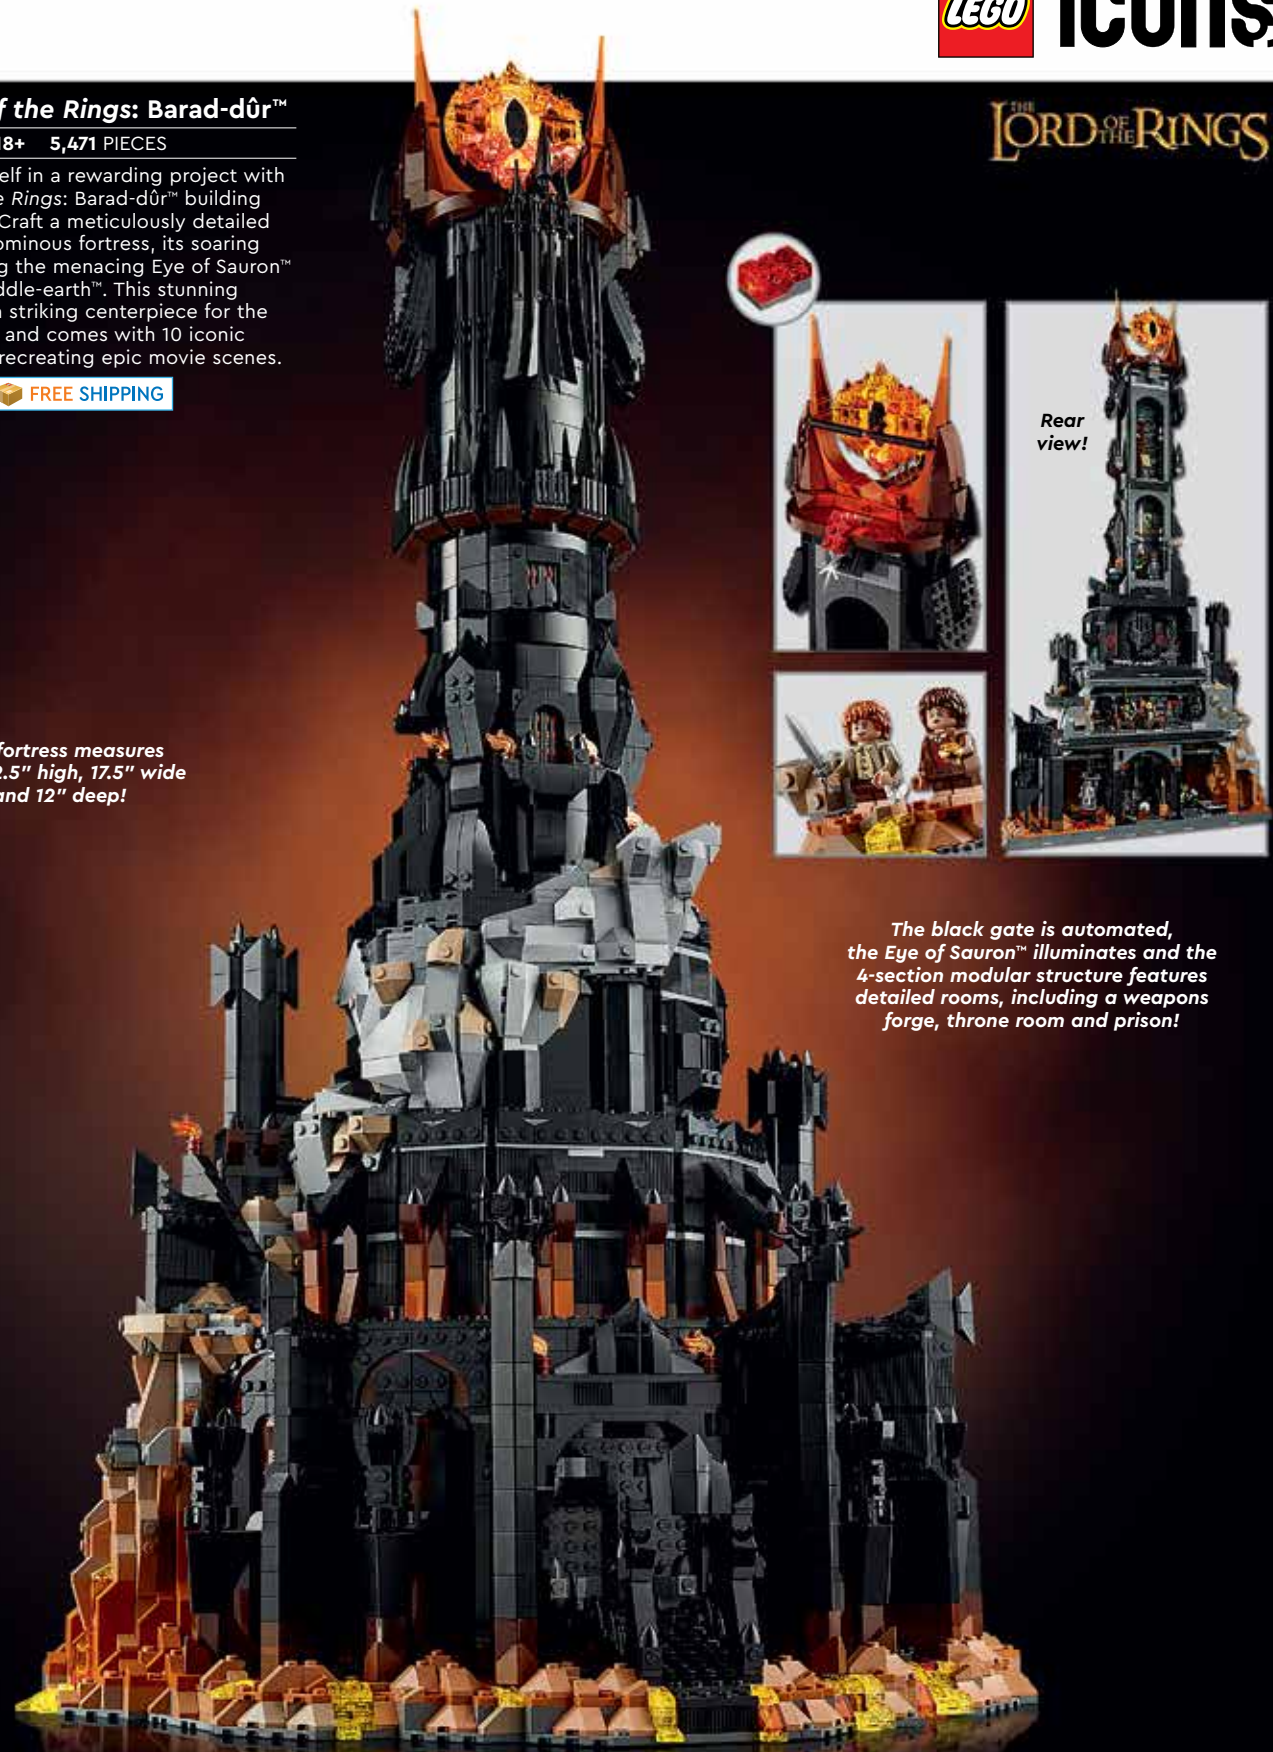 LEGO icons
THE LORD OF THE RINGS
f the Rings: Barad-dûr™
18+ 5,471 PIECES
elf in a rewarding project with
e Rings: Barad-dûr™ building
Craft a meticulously detailed
ominous fortress, its soaring
g the menacing Eye of Sauron™
ddle-earth™. This stunning
striking centerpiece for the
and comes with 10 iconic
recreating epic movie scenes.
FREE SHIPPING
Rear
view!
fortress measures
2.5" high, 17.5" wide
and 12" deep!
The black gate is automated,
the Eye of Sauron™ illuminates and the
4-section modular structure features
detailed rooms, including a weapons
forge, throne room and prison!